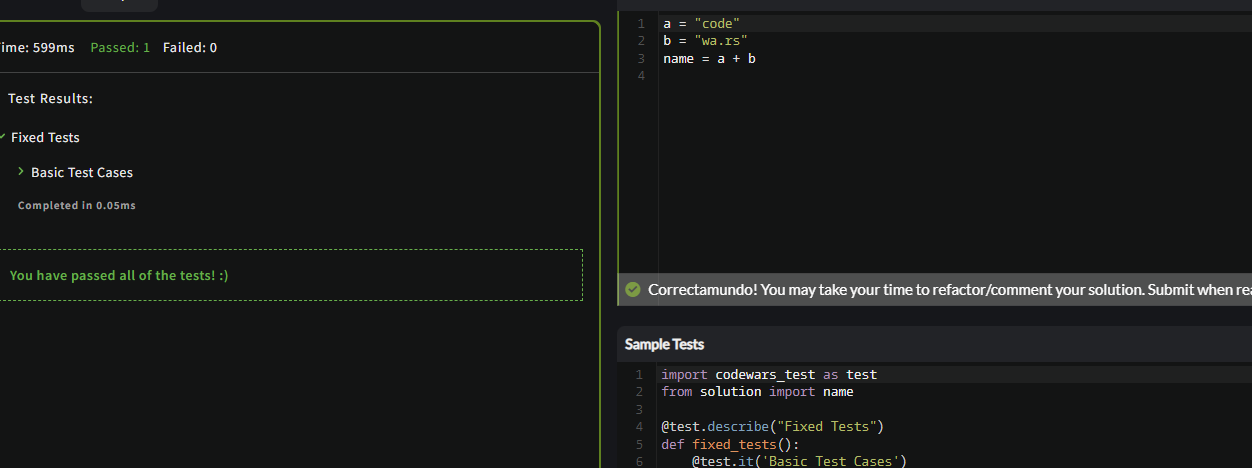 Time: 599ms Passed: 1 Failed: 0
Test Results:
Fixed Tests
Basic Test Cases
Completed in 0.05ms
You have passed all of the tests! :)
1 a = "code"
2 b = "wa.rs"
3 name = a + b
4
Correctamundo! You may take your time to refactor/comment your solution. Submit when
Sample Tests
1 import codewars_test as test
2 from solution import name
3
4 @test.describe("Fixed Tests")
5 def fixed_tests():
6 @test.it('Basic Test Cases')